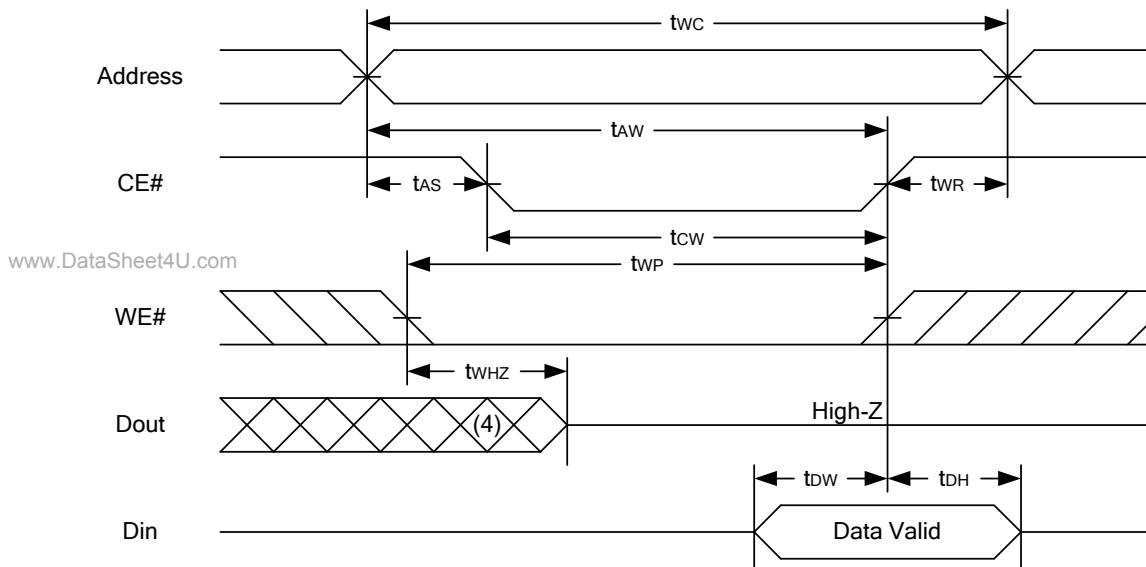 tWC
Address
tAW
CE#
tAS
tWR
tCW
www.DataSheet4U.com
tWP
WE#
tWHZ
Dout
(4)
High-Z
tDW
tDH
Din
Data Valid